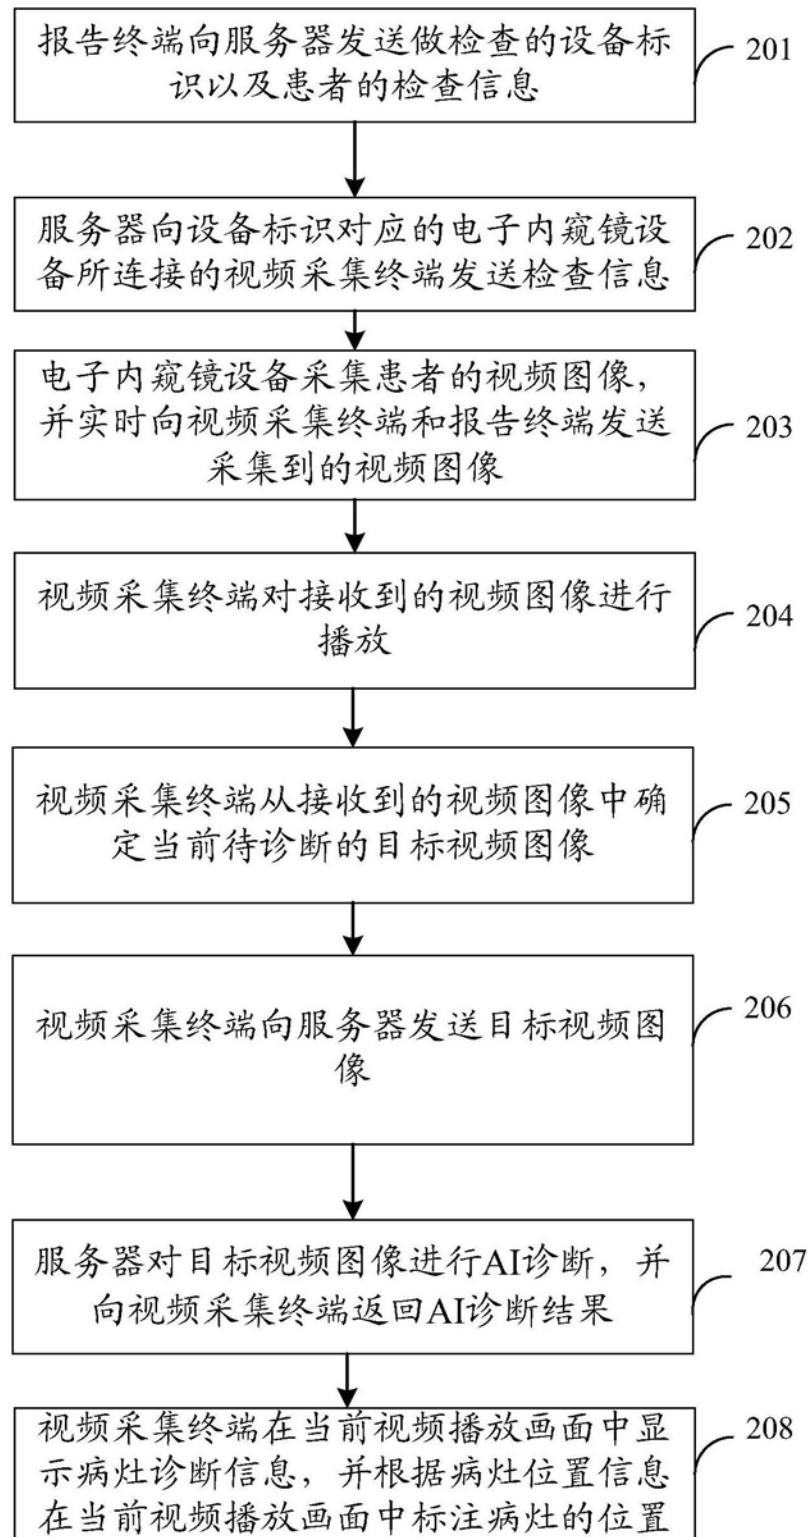 报告终端向服务器发送做检查的设备标
识以及患者的检查信息
201
服务器向设备标识对应的电子内窥镜设
备所连接的视频采集终端发送检查信息
202
电子内窥镜设备采集患者的视频图像，
并实时向视频采集终端和报告终端发送
采集到的视频图像
203
视频采集终端对接收到的视频图像进行
播放
204
视频采集终端从接收到的视频图像中确
定当前待诊断的目标视频图像
205
视频采集终端向服务器发送目标视频图
像
206
服务器对目标视频图像进行AI诊断，并
向视频采集终端返回AI诊断结果
207
视频采集终端在当前视频播放画面中显
示病灶诊断信息，并根据病灶位置信息
在当前视频播放画面中标注病灶的位置
208